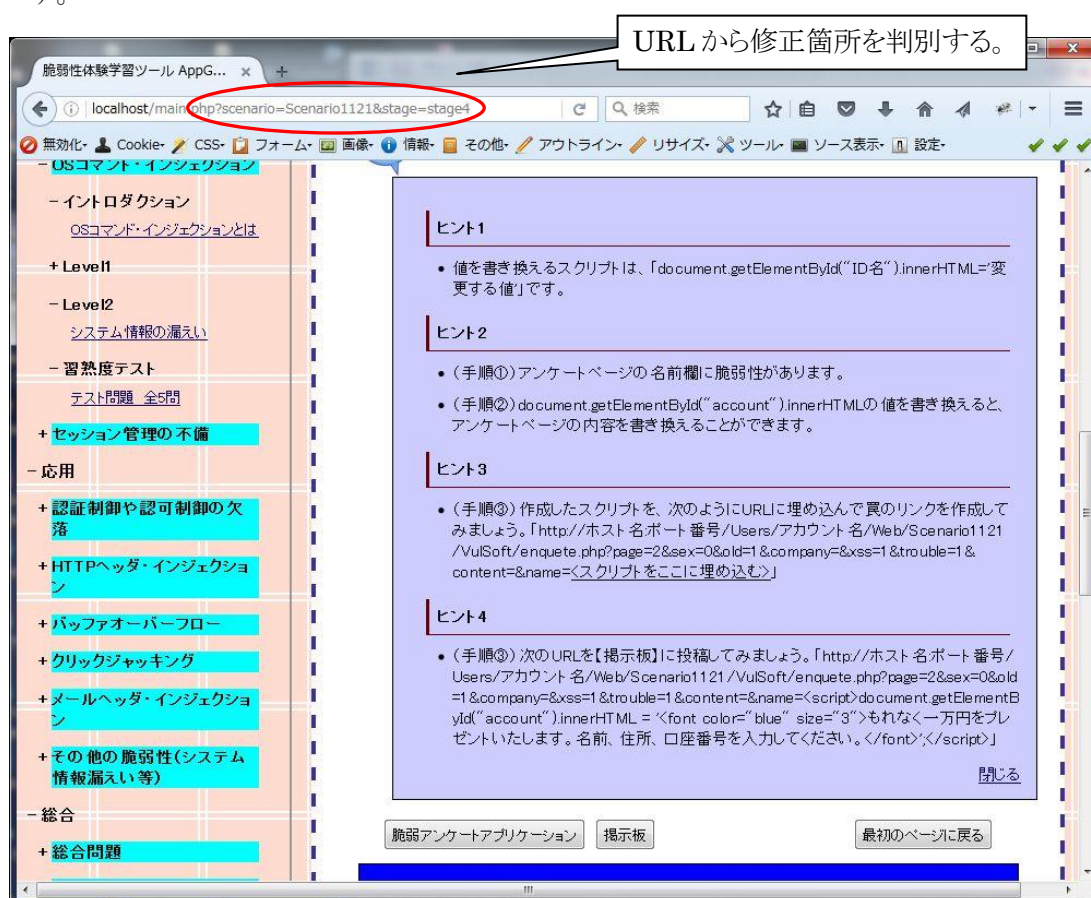 す。
URLから修正箇所を判別する。
脆弱性体験学習ツール AppG... × +
localhost/main.php?scenario=Scenario1121&stage=stage4
検索
無効化・ Cookie・ CSS・ フォーム・ 画像・ 情報・ その他・ アウトライン・ リサイズ・ ツール・ ソース表示・ 設定・
－OSコマンド・インジェクション
－イントロダクション
OSコマンド・インジェクションとは
＋Level1
－Level2
システム情報の漏えい
－習熟度テスト
テスト問題 全5問
＋セッション管理の不備
－応用
＋認証制御や認可制御の欠
落
＋HTTPヘッダ・インジェクショ
ン
＋バッファオーバーフロー
＋クリックジャッキング
＋メールヘッダ・インジェクショ
ン
＋その他の脆弱性(システム
情報漏えい等)
－総合
＋総合問題
ヒント1
• 値を書き換えるスクリプトは、「document.getElementById("ID名").innerHTML='変
更する値'」です。
ヒント2
• (手順①)アンケートページの名前欄に脆弱性があります。
• (手順②)document.getElementById("account").innerHTMLの値を書き換えると、
アンケートページの内容を書き換えることができます。
ヒント3
• (手順③)作成したスクリプトを、次のようにURLに埋め込んで罠のリンクを作成して
みましょう。「http://ホスト名:ポート番号/Users/アカウント名/Web/Scenario1121
/VulSoft/enquete.php?page=2&sex=0&old=1&company=&xss=1&trouble=1&
content=&name=<スクリプトをここに埋め込む>」
ヒント4
• (手順③)次のURLを【掲示板】に投稿してみましょう。「http://ホスト名:ポート番号/
Users/アカウント名/Web/Scenario1121/VulSoft/enquete.php?page=2&sex=0&old
=1&company=&xss=1&trouble=1&content=&name=<script>document.getElementB
yId("account").innerHTML = '<font color="blue" size="3">もれなく一万円をプレ
ゼントいたします。名前、住所、口座番号を入力してください。</font>';</script>」
閉じる
脆弱アンケートアプリケーション 掲示板 最初のページに戻る